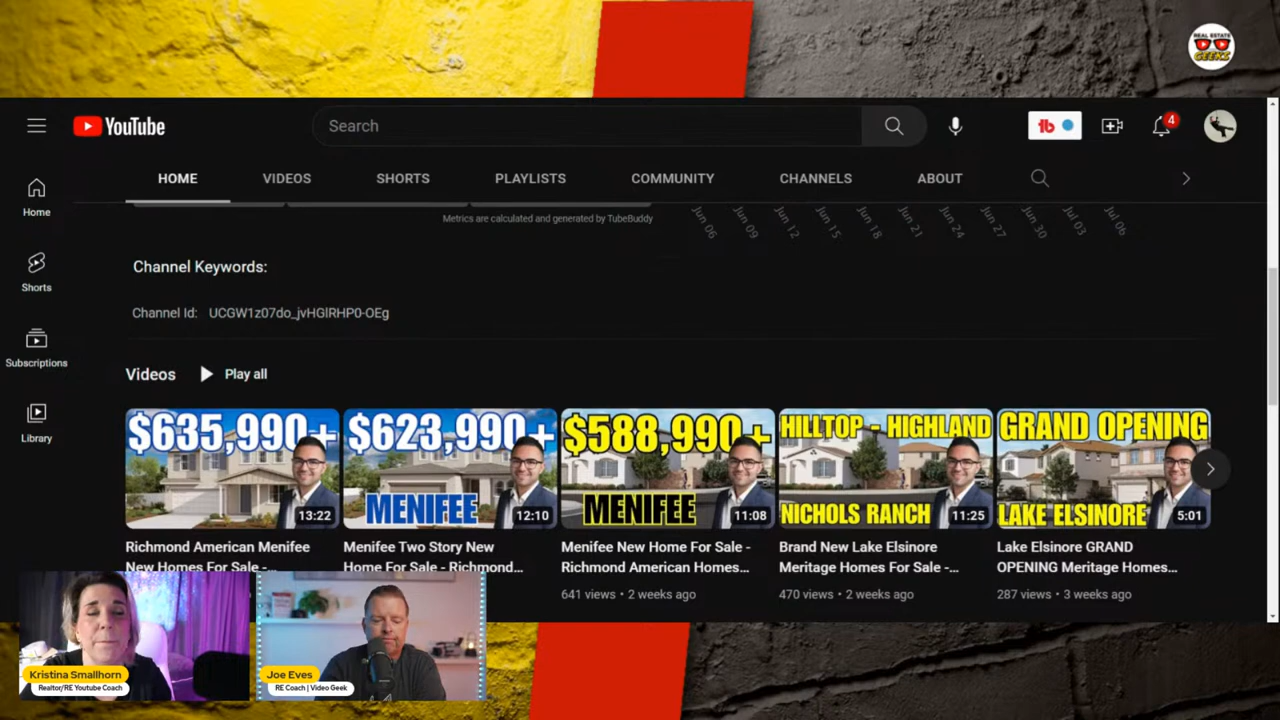 REAL ESTATE
GEEKS
YouTube
Search
tb
4
HOME
VIDEOS
SHORTS
PLAYLISTS
COMMUNITY
CHANNELS
ABOUT
Home
Shorts
Subscriptions
Library
Metrics are calculated and generated by TubeBuddy
Jun 06
Jun 09
Jun 12
Jun 15
Jun 18
Jun 21
Jun 24
Jun 27
Jun 30
Jul 03
Jul 06
Channel Keywords:
Channel Id: UCGW1z07do_jvHGlRHP0-OEg
Videos
Play all
$635,990+
13:22
Richmond American Menifee
New Homes For Sale -...
$623,990+
MENIFEE
12:10
Menifee Two Story New
Home For Sale - Richmond...
$588,990+
MENIFEE
11:08
Menifee New Home For Sale -
Richmond American Homes...
641 views • 2 weeks ago
HILLTOP - HIGHLAND
NICHOLS RANCH
11:25
Brand New Lake Elsinore
Meritage Homes For Sale -...
470 views • 2 weeks ago
GRAND OPENING
LAKE ELSINORE
5:01
Lake Elsinore GRAND
OPENING Meritage Homes...
287 views • 3 weeks ago
Kristina Smallhorn
Realtor/RE Youtube Coach
Joe Eves
RE Coach | Video Geek